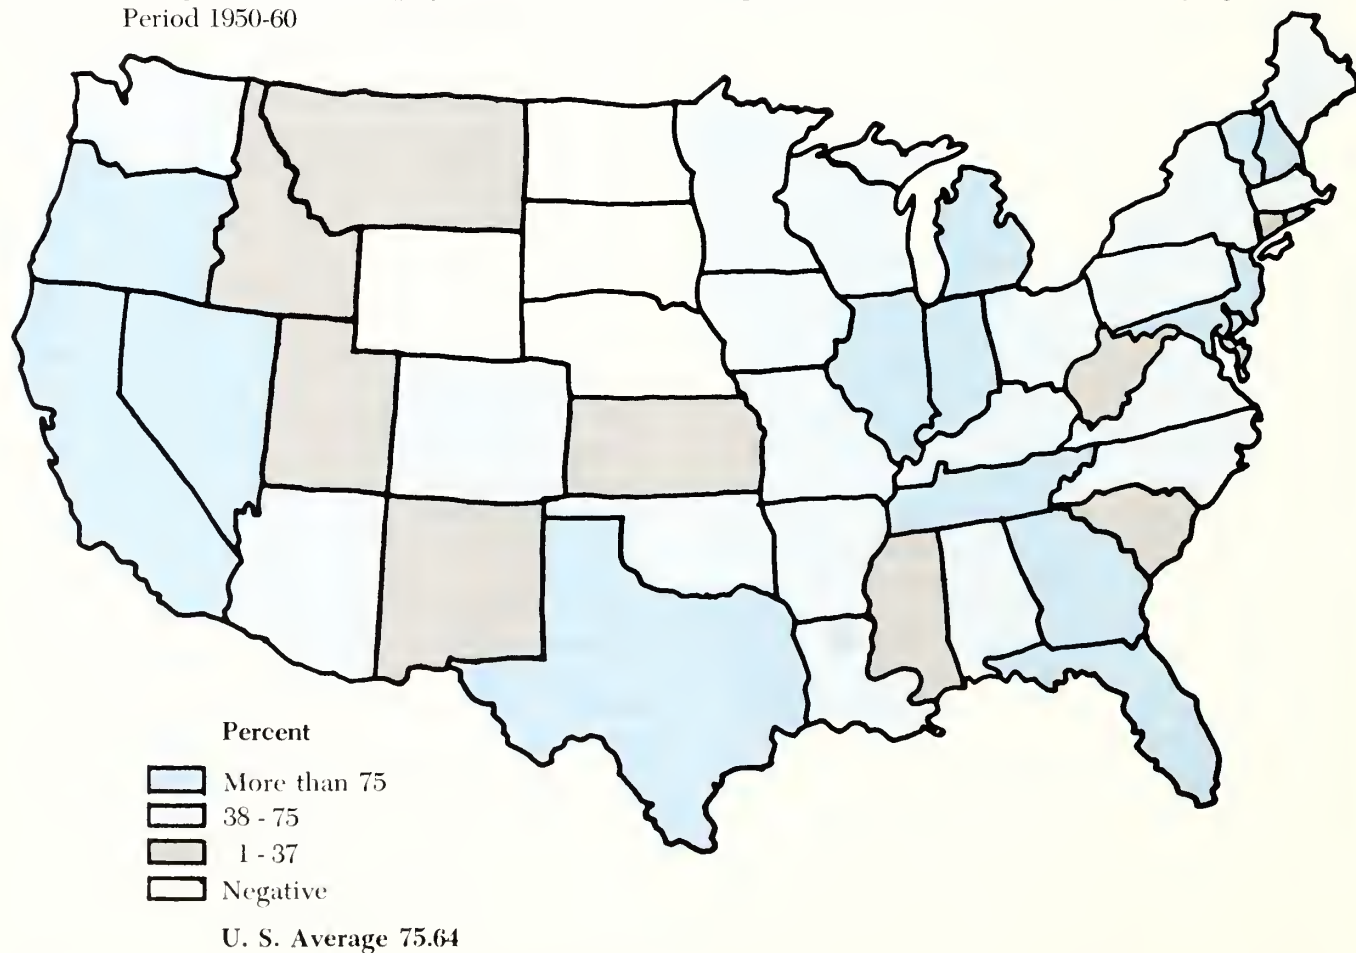 Period 1950-60
Percent
More than 75
38 - 75
1 - 37
Negative
U. S. Average 75.64